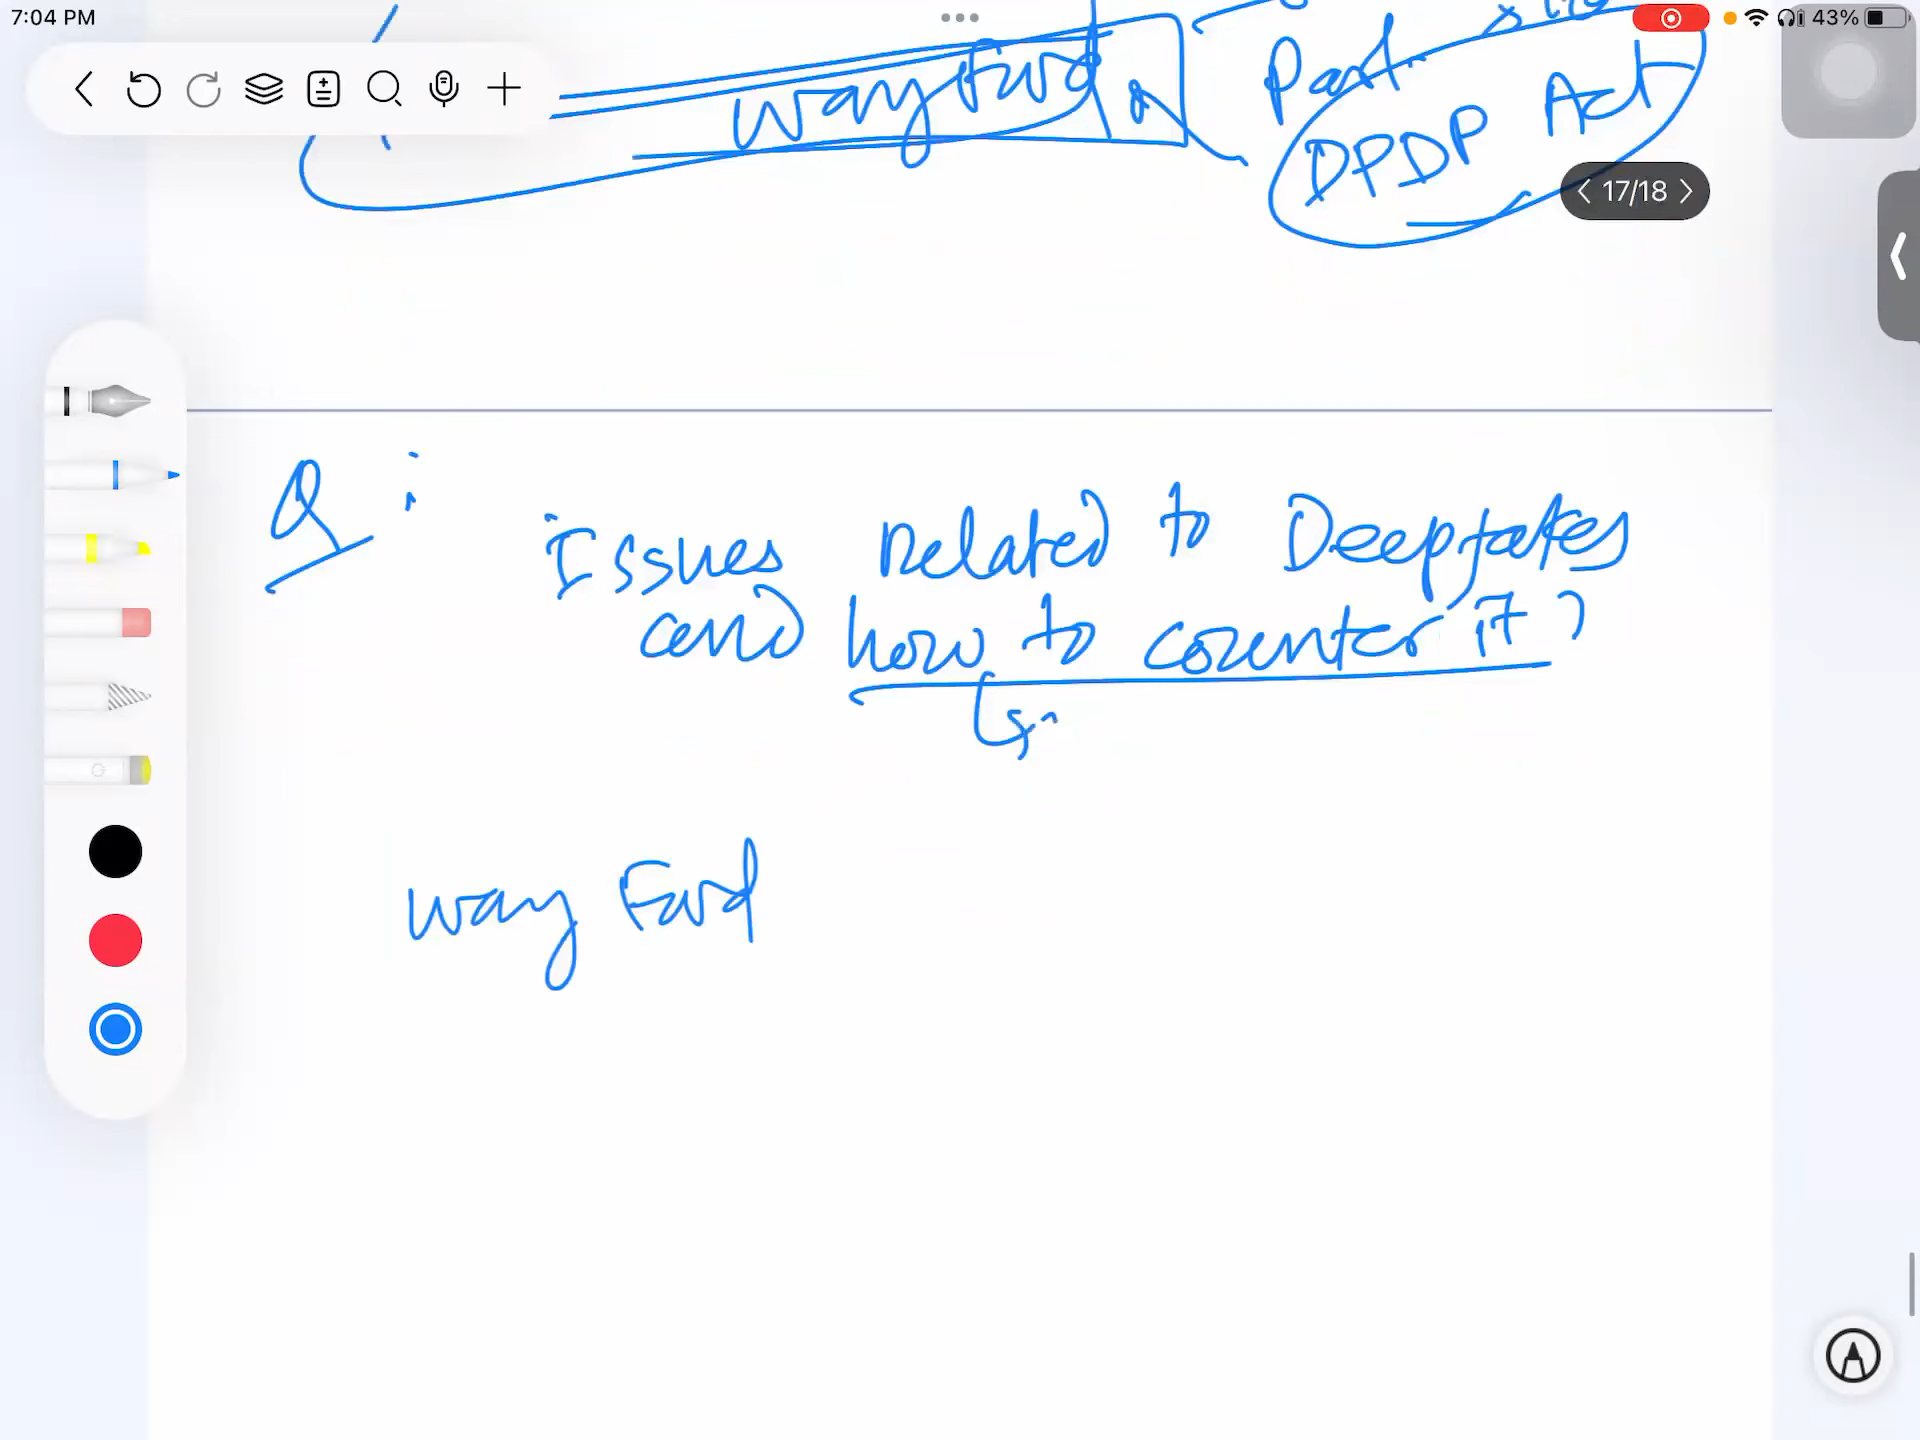 7:04 PM
43%
way Fwd
Part
DPDP Act
17/18
Q :
Issues Related to Deepfakes
and how to counter it?
way Fwd